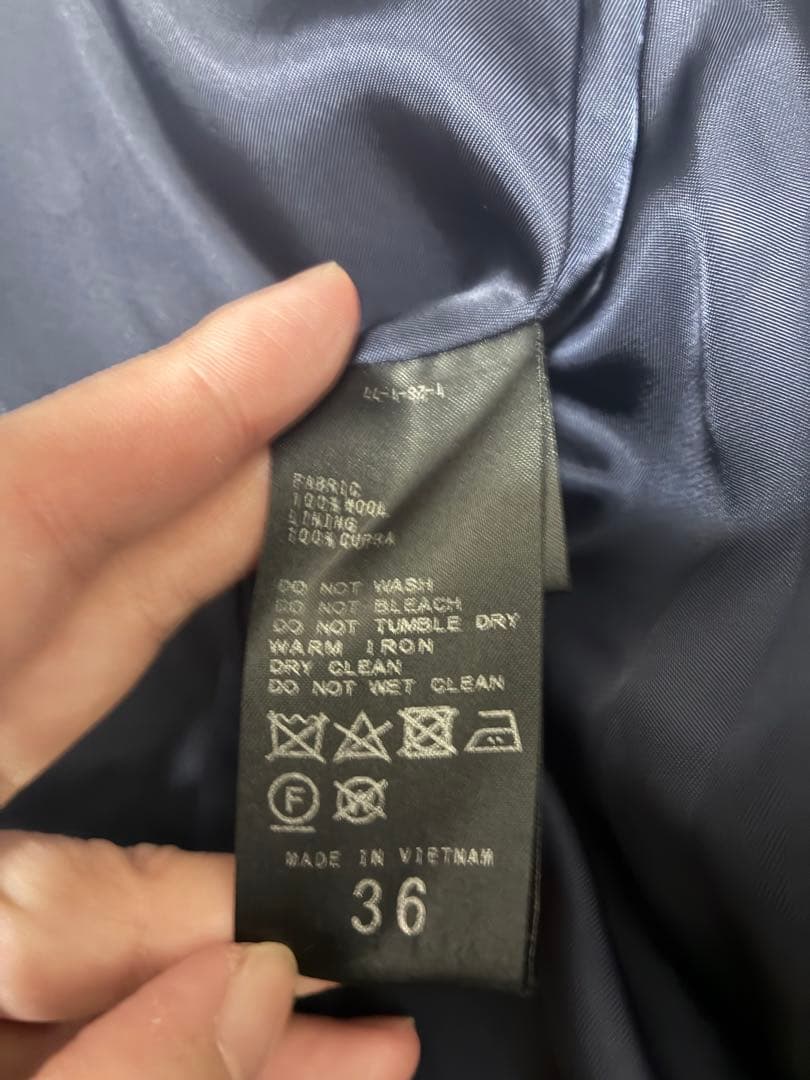 FABRIC
100%WOOL
LINING
100%CUPRA
DO NOT WASH
DO NOT BLEACH
DO NOT TUMBLE DRY
WARM IRON
DRY CLEAN
DO NOT WET CLEAN
F
W
MADE IN VIETNAM
36